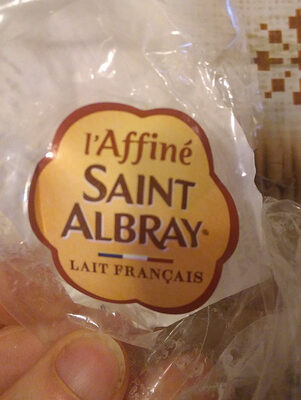 l'Affiné
SAINT
ALBRAY®
LAIT FRANÇAIS